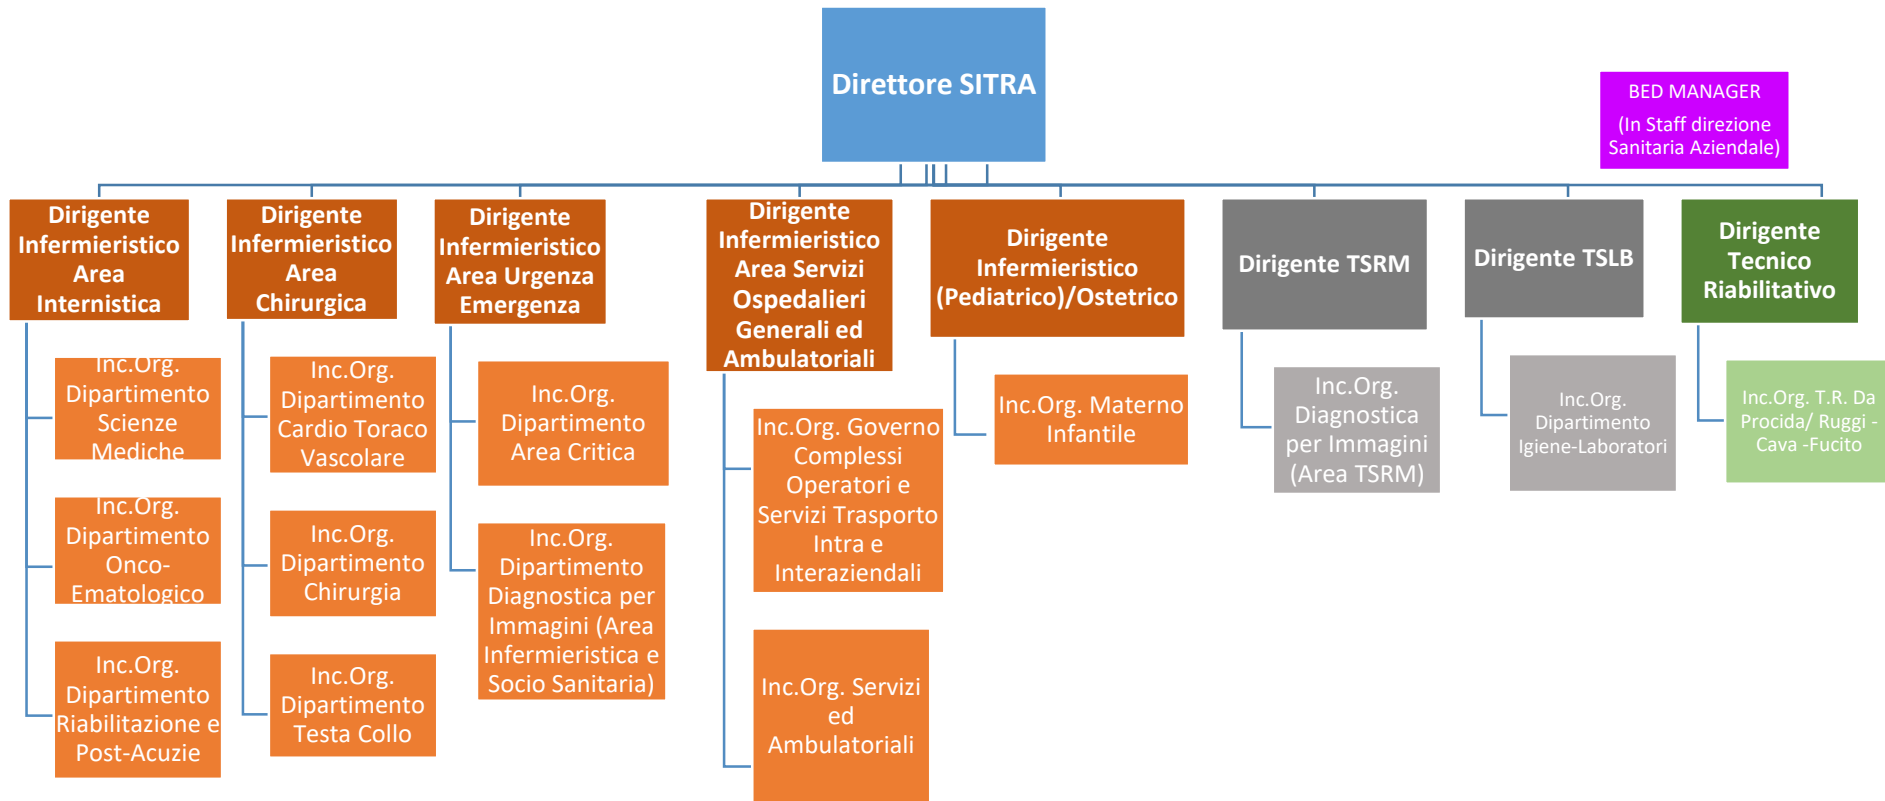 Direttore SITRA
BED MANAGER
(In Staff direzione
Sanitaria Aziendale)
Dirigente
Infermieristico
Area
Internistica
Dirigente
Infermieristico
Area
Chirurgica
Dirigente
Infermieristico
Area Urgenza
Emergenza
Dirigente
Infermieristico
Area Servizi
Ospedalieri
Generali ed
Ambulatoriali
Dirigente
Infermieristico
(Pediatrico)/Ostetrico
Dirigente TSRM
Dirigente TSLB
Dirigente
Tecnico
Riabilitativo
Inc.Org.
Dipartimento
Scienze
Mediche
Inc.Org.
Dipartimento
Onco-
Ematologico
Inc.Org.
Dipartimento
Riabilitazione e
Post-Acuzie
Inc.Org.
Dipartimento
Cardio Toraco
Vascolare
Inc.Org.
Dipartimento
Chirurgia
Inc.Org.
Dipartimento
Testa Collo
Inc.Org.
Dipartimento
Area Critica
Inc.Org.
Dipartimento
Diagnostica per
Immagini (Area
Infermieristica e
Socio Sanitaria)
Inc.Org. Governo
Complessi
Operatori e
Servizi Trasporto
Intra e
Interaziendali
Inc.Org. Servizi
ed
Ambulatoriali
Inc.Org. Materno
Infantile
Inc.Org.
Diagnostica
per Immagini
(Area TSRM)
Inc.Org.
Dipartimento
Igiene-Laboratori
Inc.Org. T.R. Da
Procida/ Ruggi -
Cava -Fucito